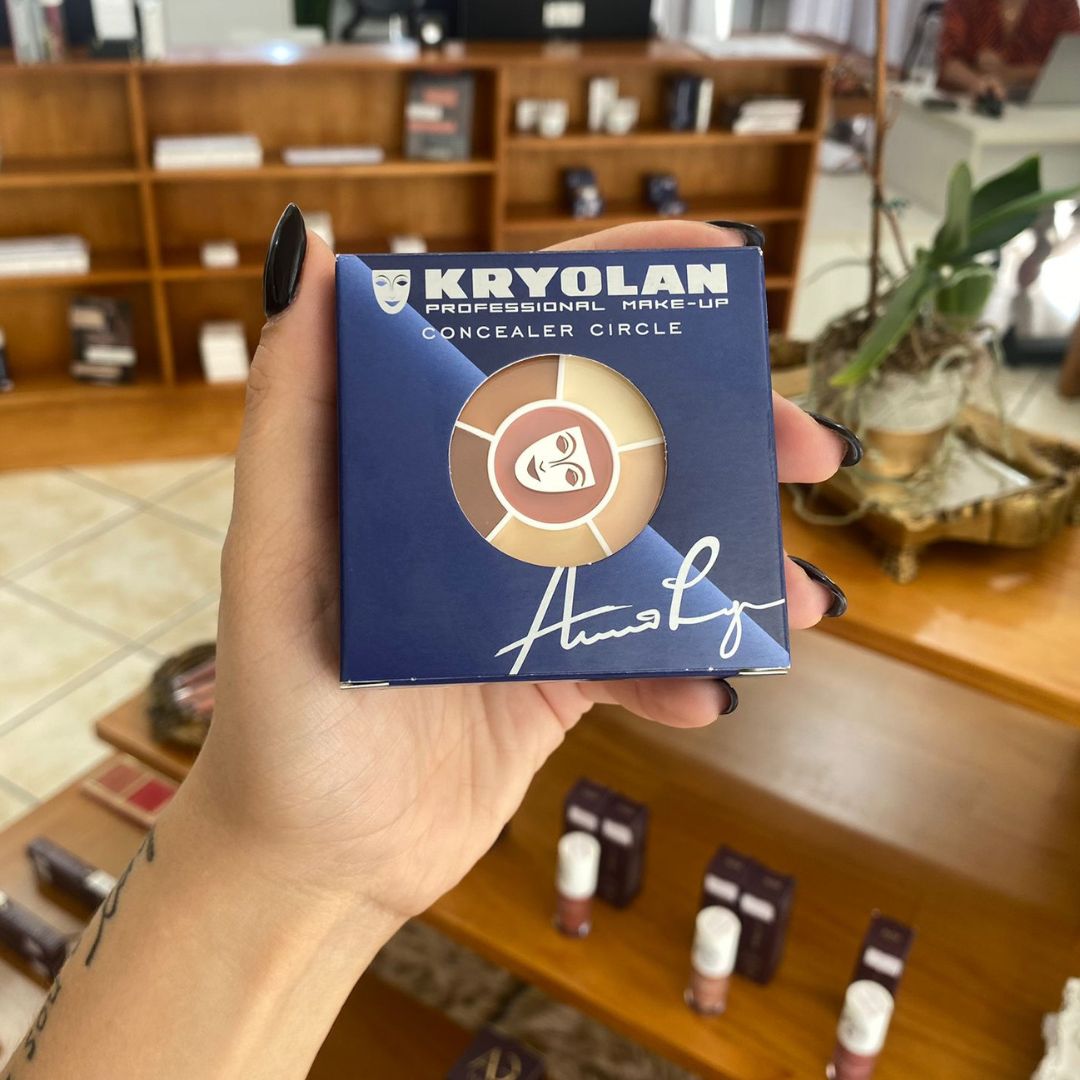 KRYOLAN
PROFESSIONAL MAKE-UP
CONCEALER CIRCLE